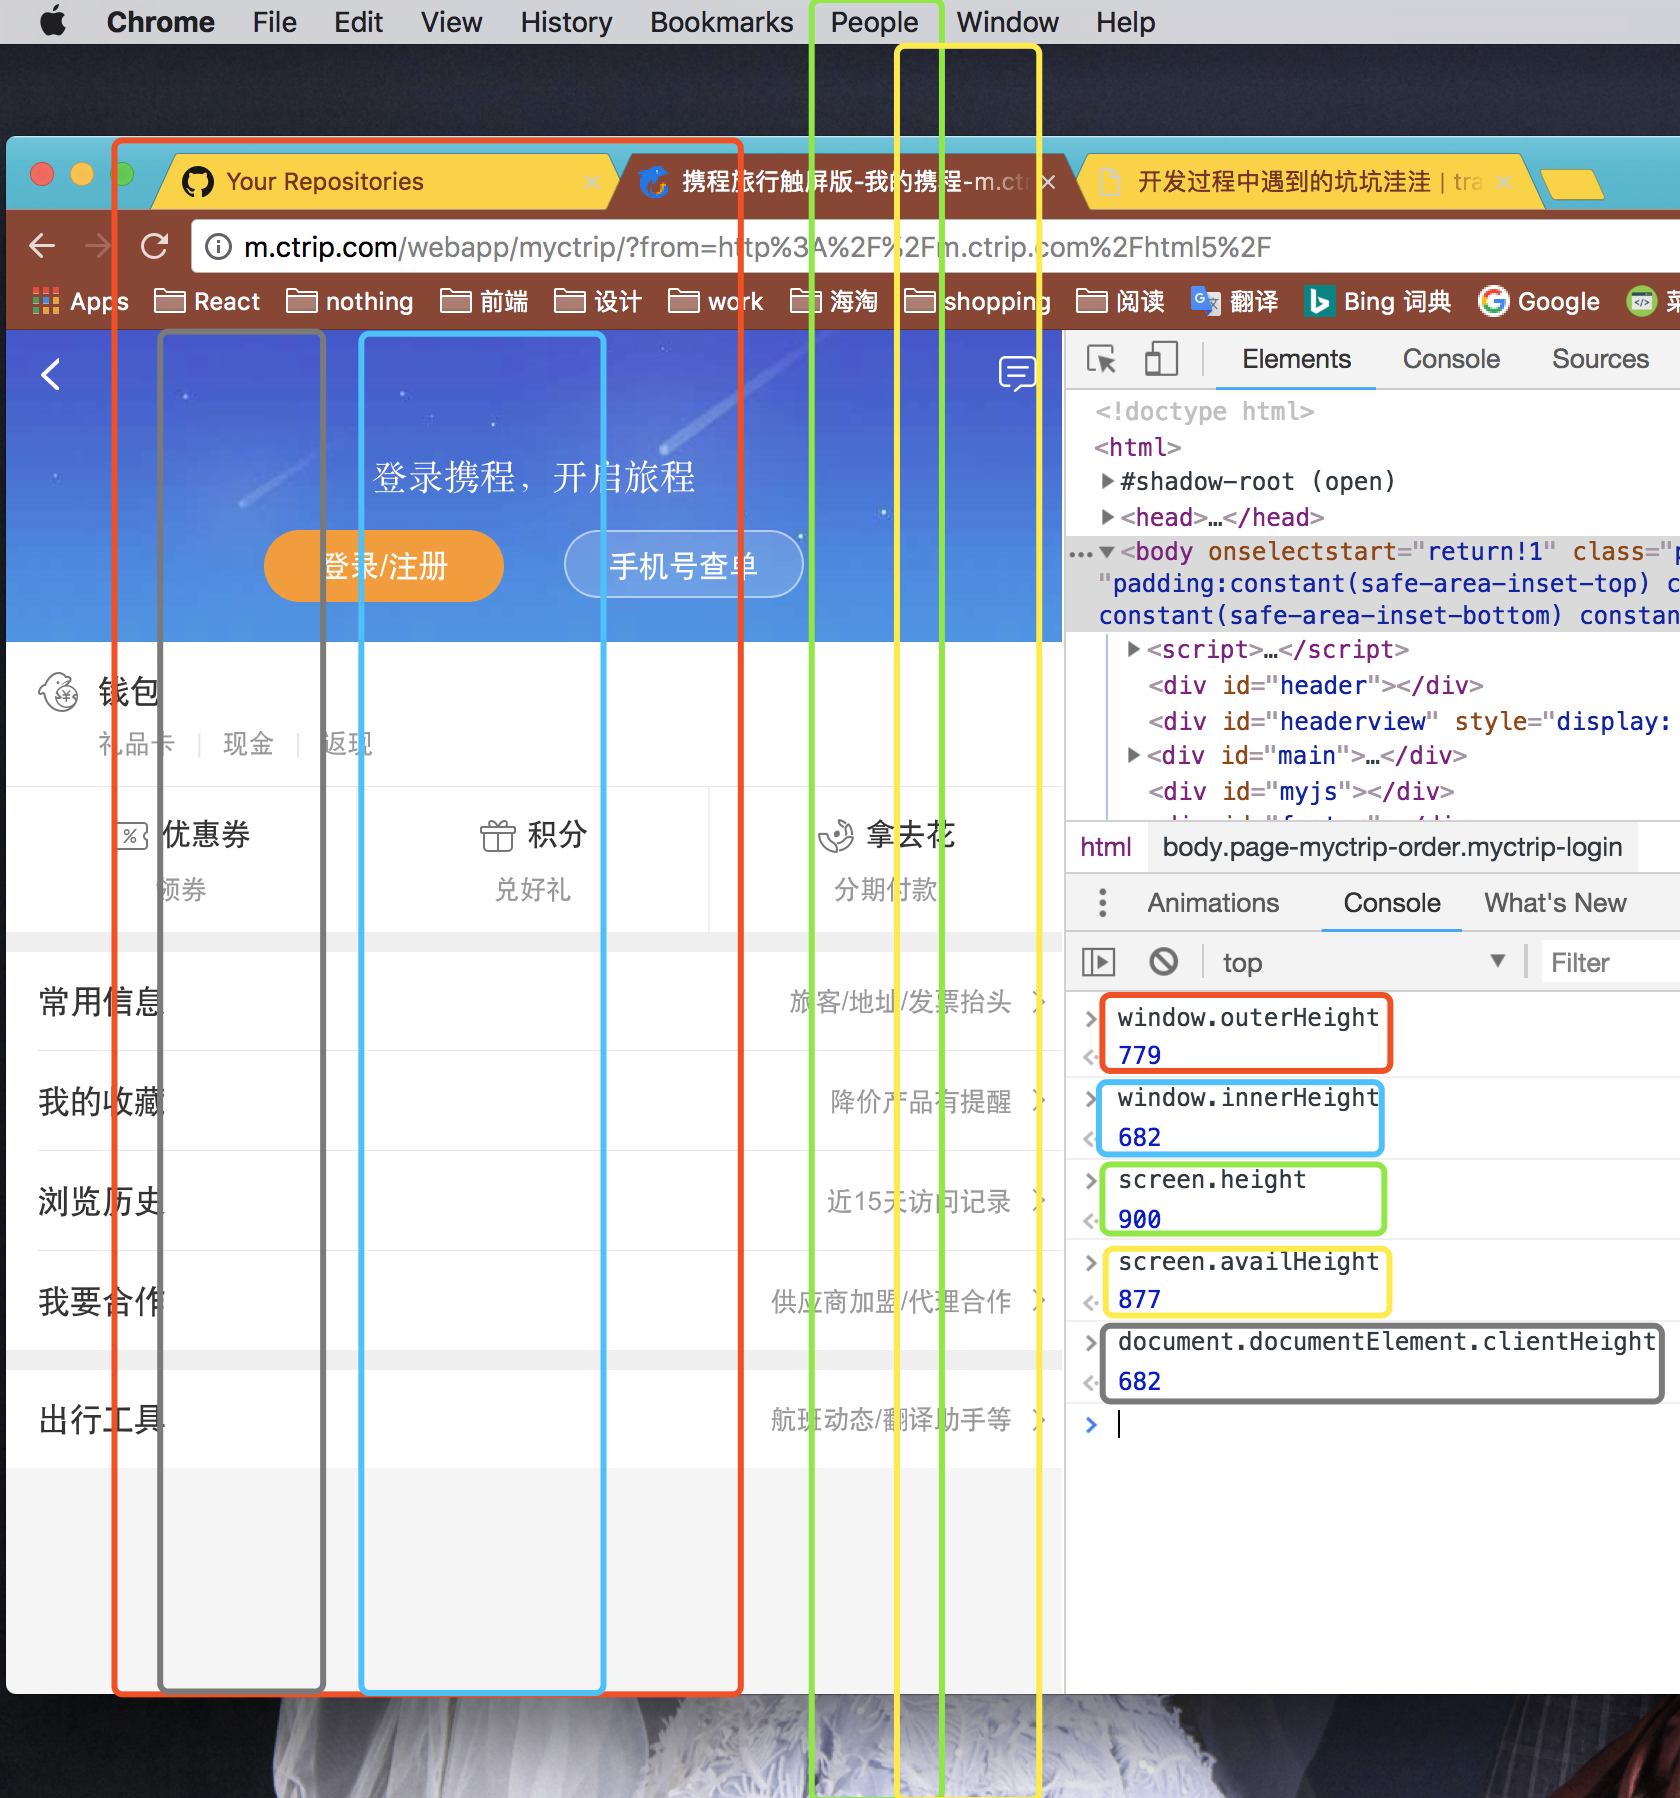 Chrome File Edit View History Bookmarks People Window Help
Your Repositories
携程旅行触屏版-我的携程-m.ctr
开发过程中遇到的坑坑洼洼 | tra
m.ctrip.com/webapp/myctrip/?from=http%3A%2F%2Fm.ctrip.com%2Fhtml5%2F
Apps React nothing 前端 设计 work 海淘 shopping 阅读 翻译 Bing 词典 Google
登录携程，开启旅程
登录/注册 手机号查单
钱包
礼品卡 | 现金 | 返现
优惠券 积分 拿去花
领券 兑好礼 分期付款
常用信息 旅客/地址/发票抬头
我的收藏 降价产品有提醒
浏览历史 近15天访问记录
我要合作 供应商加盟/代理合作
出行工具 航班动态/翻译助手等
Elements Console Sources
<!doctype html>
<html>
#shadow-root (open)
<head>…</head>
<body onselectstart="return!1" class="p
"padding:constant(safe-area-inset-top) c
constant(safe-area-inset-bottom) constan
<script>…</script>
<div id="header"></div>
<div id="headerview" style="display:
<div id="main">…</div>
<div id="myjs"></div>
html body.page-myctrip-order.myctrip-login
Animations Console What's New
top Filter
window.outerHeight
779
window.innerHeight
682
screen.height
900
screen.availHeight
877
document.documentElement.clientHeight
682